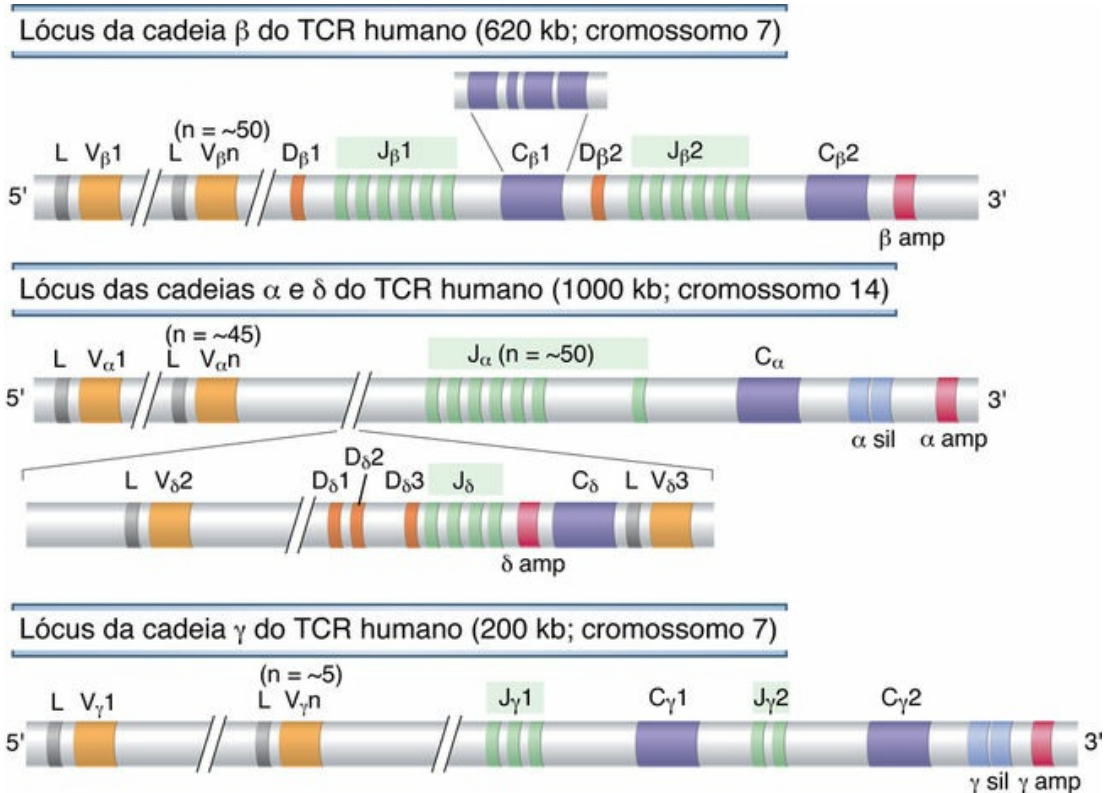 Lócus da cadeia β do TCR humano (620 kb; cromossomo 7)
(n = ~50)
L Vβ1 L Vβn Dβ1 Jβ1 Cβ1 Dβ2 Jβ2 Cβ2
5' 3'
β amp
Lócus das cadeias α e δ do TCR humano (1000 kb; cromossomo 14)
(n = ~45)
L Vα1 L Vαn Jα (n = ~50) Cα
5' 3'
α sil α amp
L Vδ2 Dδ1 Dδ2 Dδ3 Jδ Cδ L Vδ3
δ amp
Lócus da cadeia γ do TCR humano (200 kb; cromossomo 7)
(n = ~5)
L Vγ1 L Vγn Jγ1 Cγ1 Jγ2 Cγ2
5' 3'
γ sil γ amp